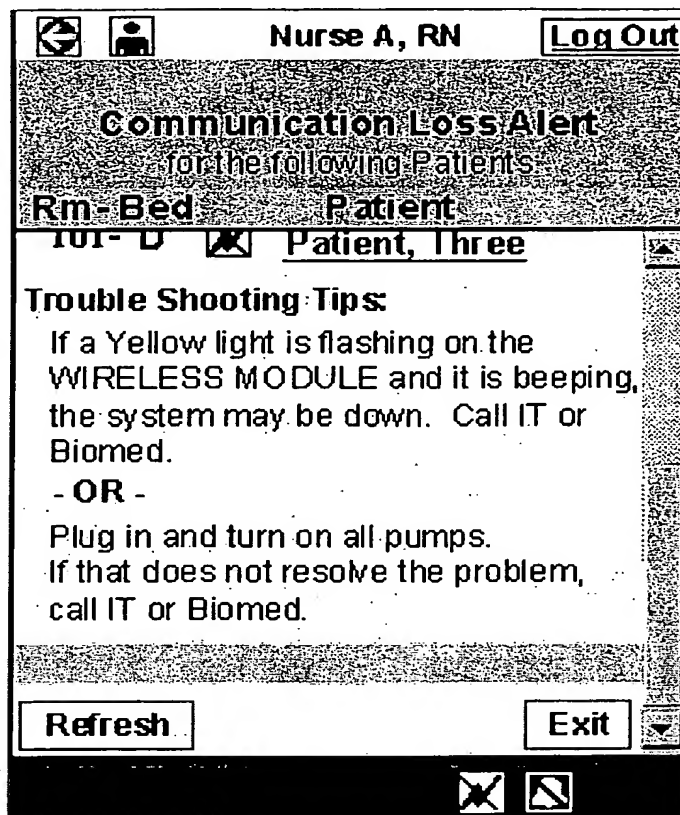 Nurse A, RN Log Out
Communication Loss Alert
for the following Patients
Rm-Bed Patient
101- D Patient, Three
Trouble Shooting Tips:
If a Yellow light is flashing on the
WIRELESS MODULE and it is beeping,
the system may be down. Call IT or
Biomed.
- OR -
Plug in and turn on all pumps.
If that does not resolve the problem,
call IT or Biomed.
Refresh Exit